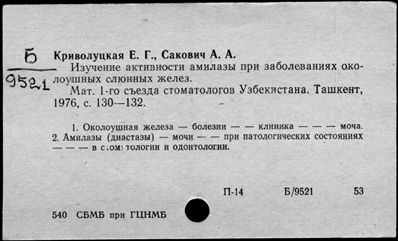 Б
9521
Криволуцкая Е. Г., Сакович А. А.
Изучение активности амилазы при заболеваниях око-
лоушных слюнных желез.
Мат. 1-го съезда стоматологов Узбекистана. Ташкент,
1976, с. 130—132.
1. Околоушная железа — болезни — — клиника — — — моча.
2. Амилазы (диастазы) — мочи — — при патологических состояниях
— — — в стоматологии и одонтологии.
П-14 Б/9521 53
540 СБМБ при ГЦНМБ